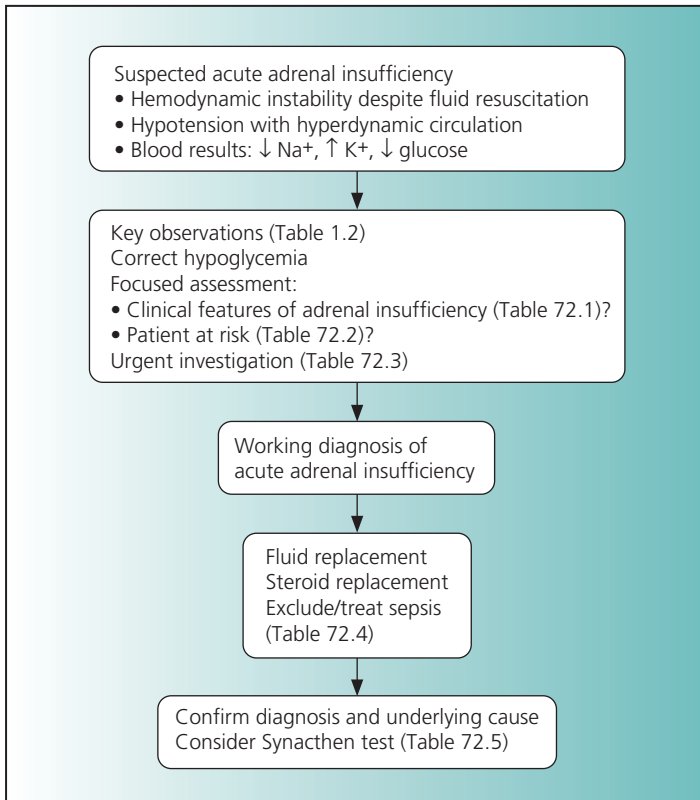 Suspected acute adrenal insufficiency
• Hemodynamic instability despite fluid resuscitation
• Hypotension with hyperdynamic circulation
• Blood results: ↓ Na+, ↑ K+, ↓ glucose
Key observations (Table 1.2)
Correct hypoglycemia
Focused assessment:
• Clinical features of adrenal insufficiency (Table 72.1)?
• Patient at risk (Table 72.2)?
Urgent investigation (Table 72.3)
Working diagnosis of
acute adrenal insufficiency
Fluid replacement
Steroid replacement
Exclude/treat sepsis
(Table 72.4)
Confirm diagnosis and underlying cause
Consider Synacthen test (Table 72.5)